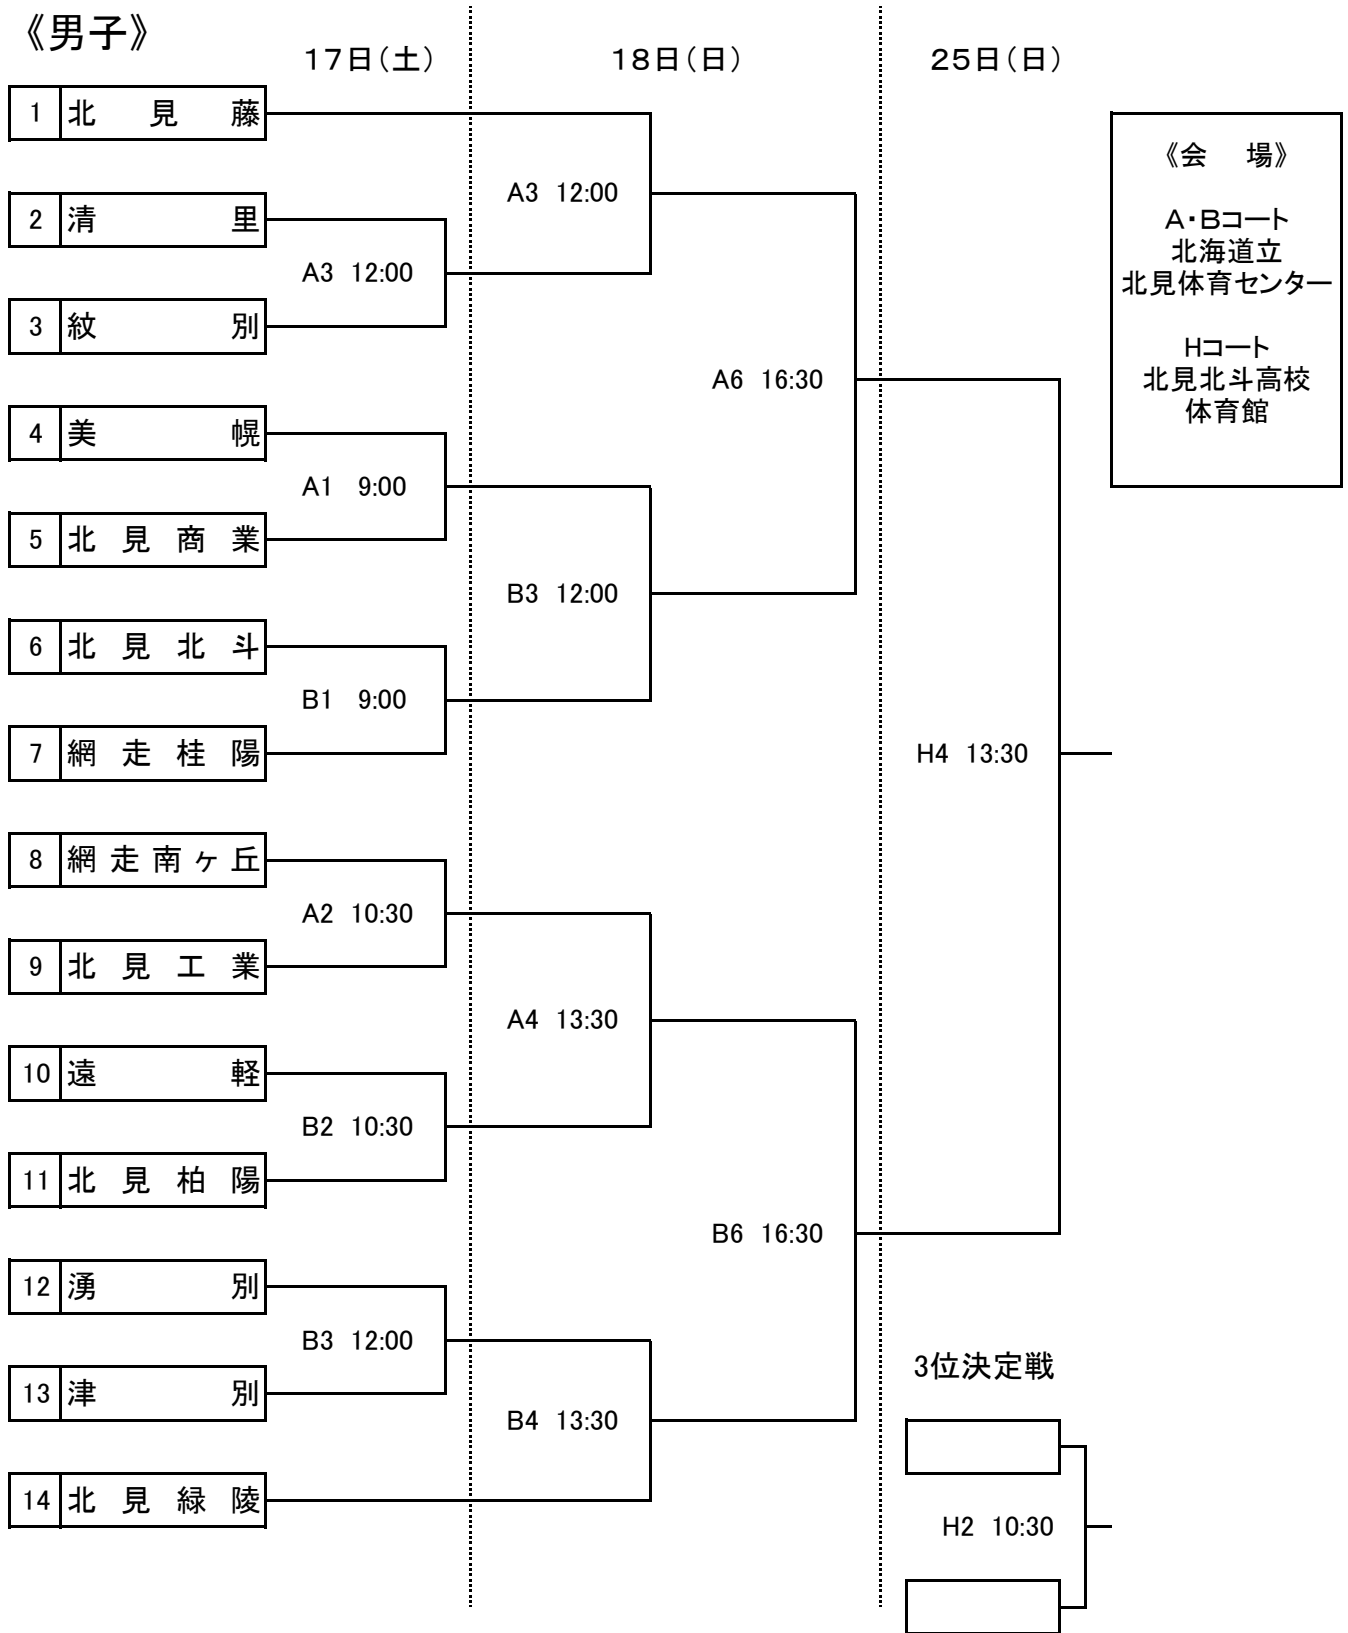 《男子》
17日（土）
18日（日）
25日（日）
1 北見藤
2 清里
3 紋別
4 美幌
5 北見商業
6 北見北斗
7 網走桂陽
8 網走南ヶ丘
9 北見工業
10 遠軽
11 北見柏陽
12 湧別
13 津別
14 北見緑陵
A3 12:00
A1 9:00
B1 9:00
A2 10:30
B2 10:30
B3 12:00
A3 12:00
B3 12:00
A4 13:30
B4 13:30
A6 16:30
B6 16:30
H4 13:30
3位決定戦
H2 10:30
《会　場》
A・Bコート
北海道立
北見体育センター
Hコート
北見北斗高校
体育館